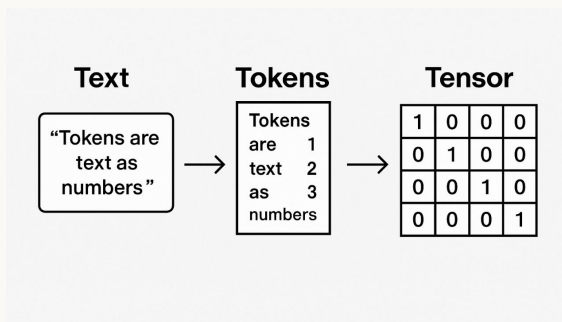 Text
“Tokens are
text as
numbers”
Tokens
Tokens
are 1
text 2
as 3
numbers
Tensor
1 0 0 0
0 1 0 0
0 0 1 0
0 0 0 1